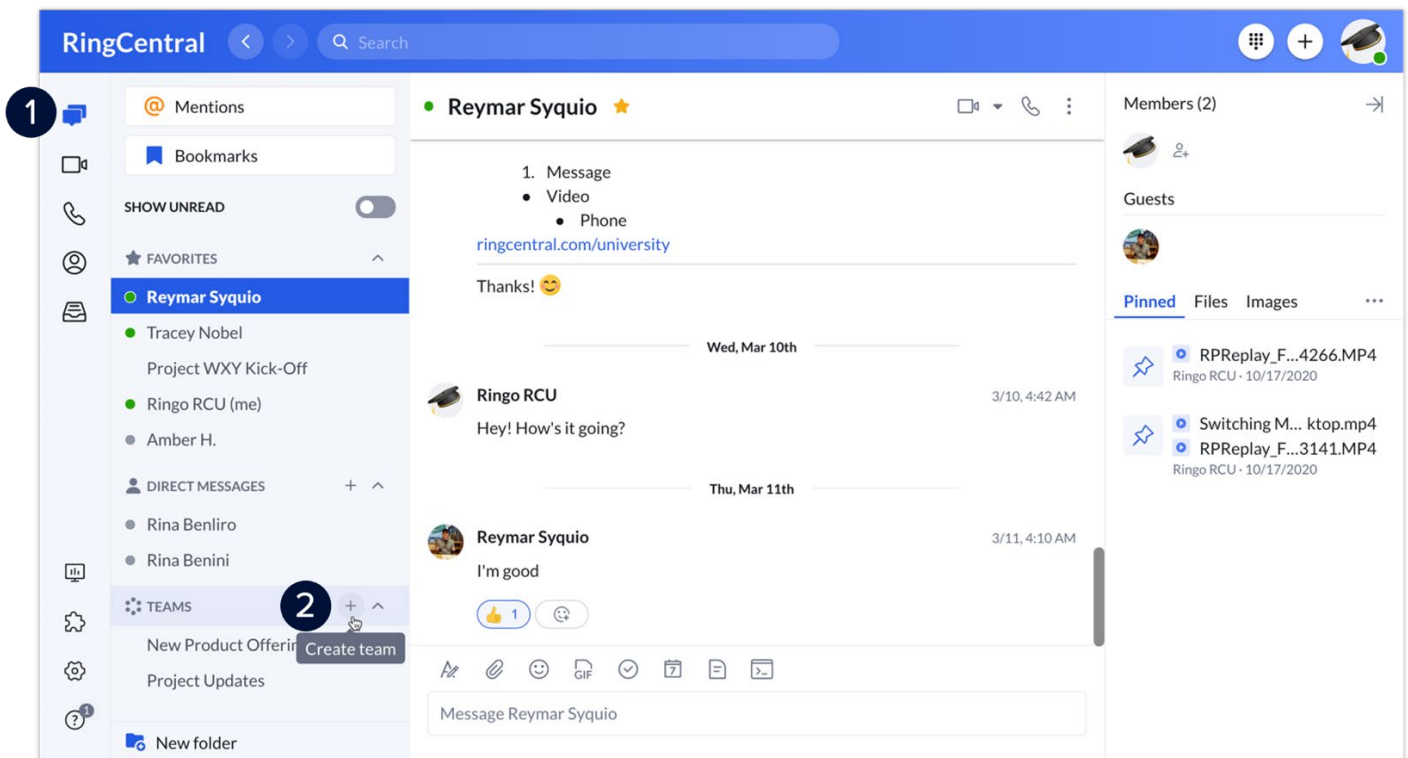 RingCentral
Search
1
@ Mentions
Bookmarks
SHOW UNREAD
FAVORITES
Reymar Syquio
Tracey Nobel
Project WXY Kick-Off
Ringo RCU (me)
Amber H.
DIRECT MESSAGES
Rina Benliro
Rina Benini
TEAMS
2
Create team
New Product Offerin
Project Updates
New folder
1
Reymar Syquio
1. Message
• Video
• Phone
ringcentral.com/university
Thanks! 😊
Wed, Mar 10th
Ringo RCU 3/10, 4:42 AM
Hey! How's it going?
Thu, Mar 11th
Reymar Syquio 3/11, 4:10 AM
I'm good
👍 1
GIF 7
Message Reymar Syquio
Members (2)
Guests
Pinned Files Images
RPReplay_F...4266.MP4
Ringo RCU · 10/17/2020
Switching M... ktop.mp4
RPReplay_F...3141.MP4
Ringo RCU · 10/17/2020